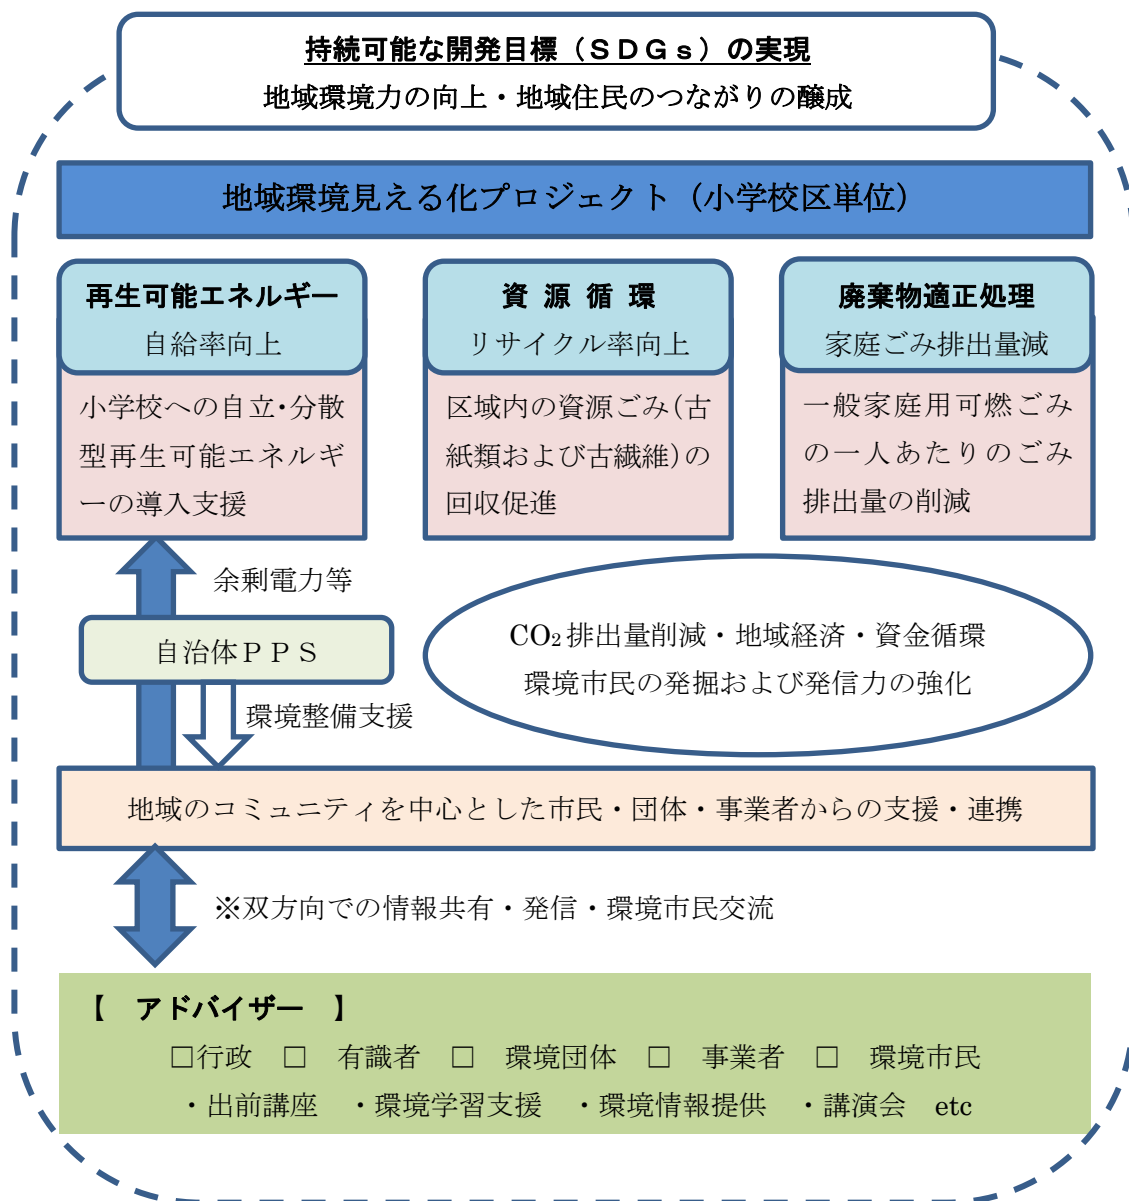 持続可能な開発目標（ＳＤＧｓ）の実現
地域環境力の向上・地域住民のつながりの醸成
地域環境見える化プロジェクト（小学校区単位）
再生可能エネルギー
自給率向上
小学校への自立・分散
型再生可能エネルギ
ーの導入支援
資 源 循 環
リサイクル率向上
区域内の資源ごみ（古
紙類および古繊維）の
回収促進
廃棄物適正処理
家庭ごみ排出量減
一般家庭用可燃ごみ
の一人あたりのごみ
排出量の削減
余剰電力等
自治体ＰＰＳ
環境整備支援
CO₂排出量削減・地域経済・資金循環
環境市民の発掘および発信力の強化
地域のコミュニティを中心とした市民・団体・事業者からの支援・連携
※双方向での情報共有・発信・環境市民交流
【　アドバイザー　】
□行政　□　有識者　□　環境団体　□　事業者　□　環境市民
・出前講座　・環境学習支援　・環境情報提供　・講演会　etc